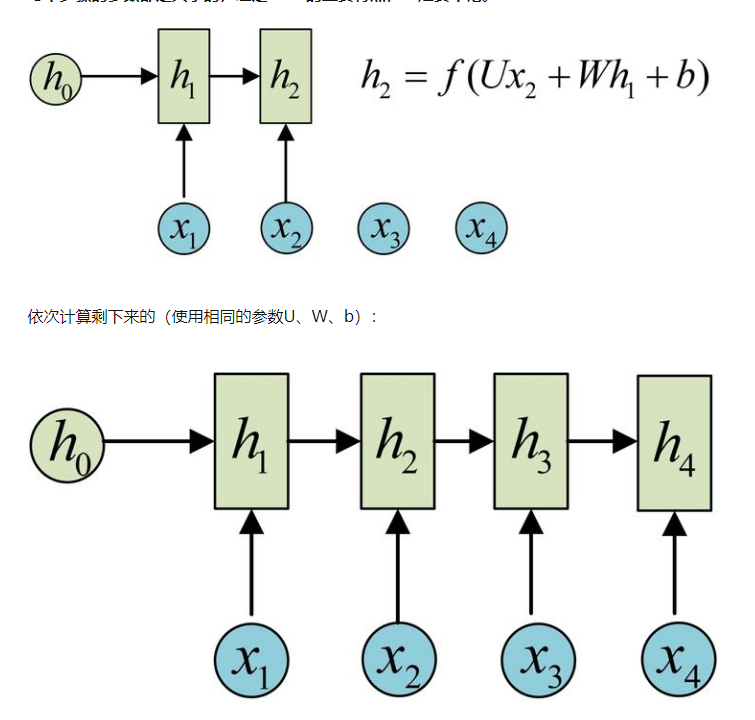 h₀ h₁ h₂ h₂ = f(Ux₂ + Wh₁ + b)
x₁ x₂ x₃ x₄
依次计算剩下来的（使用相同的参数U、W、b）:
h₀ h₁ h₂ h₃ h₄
x₁ x₂ x₃ x₄